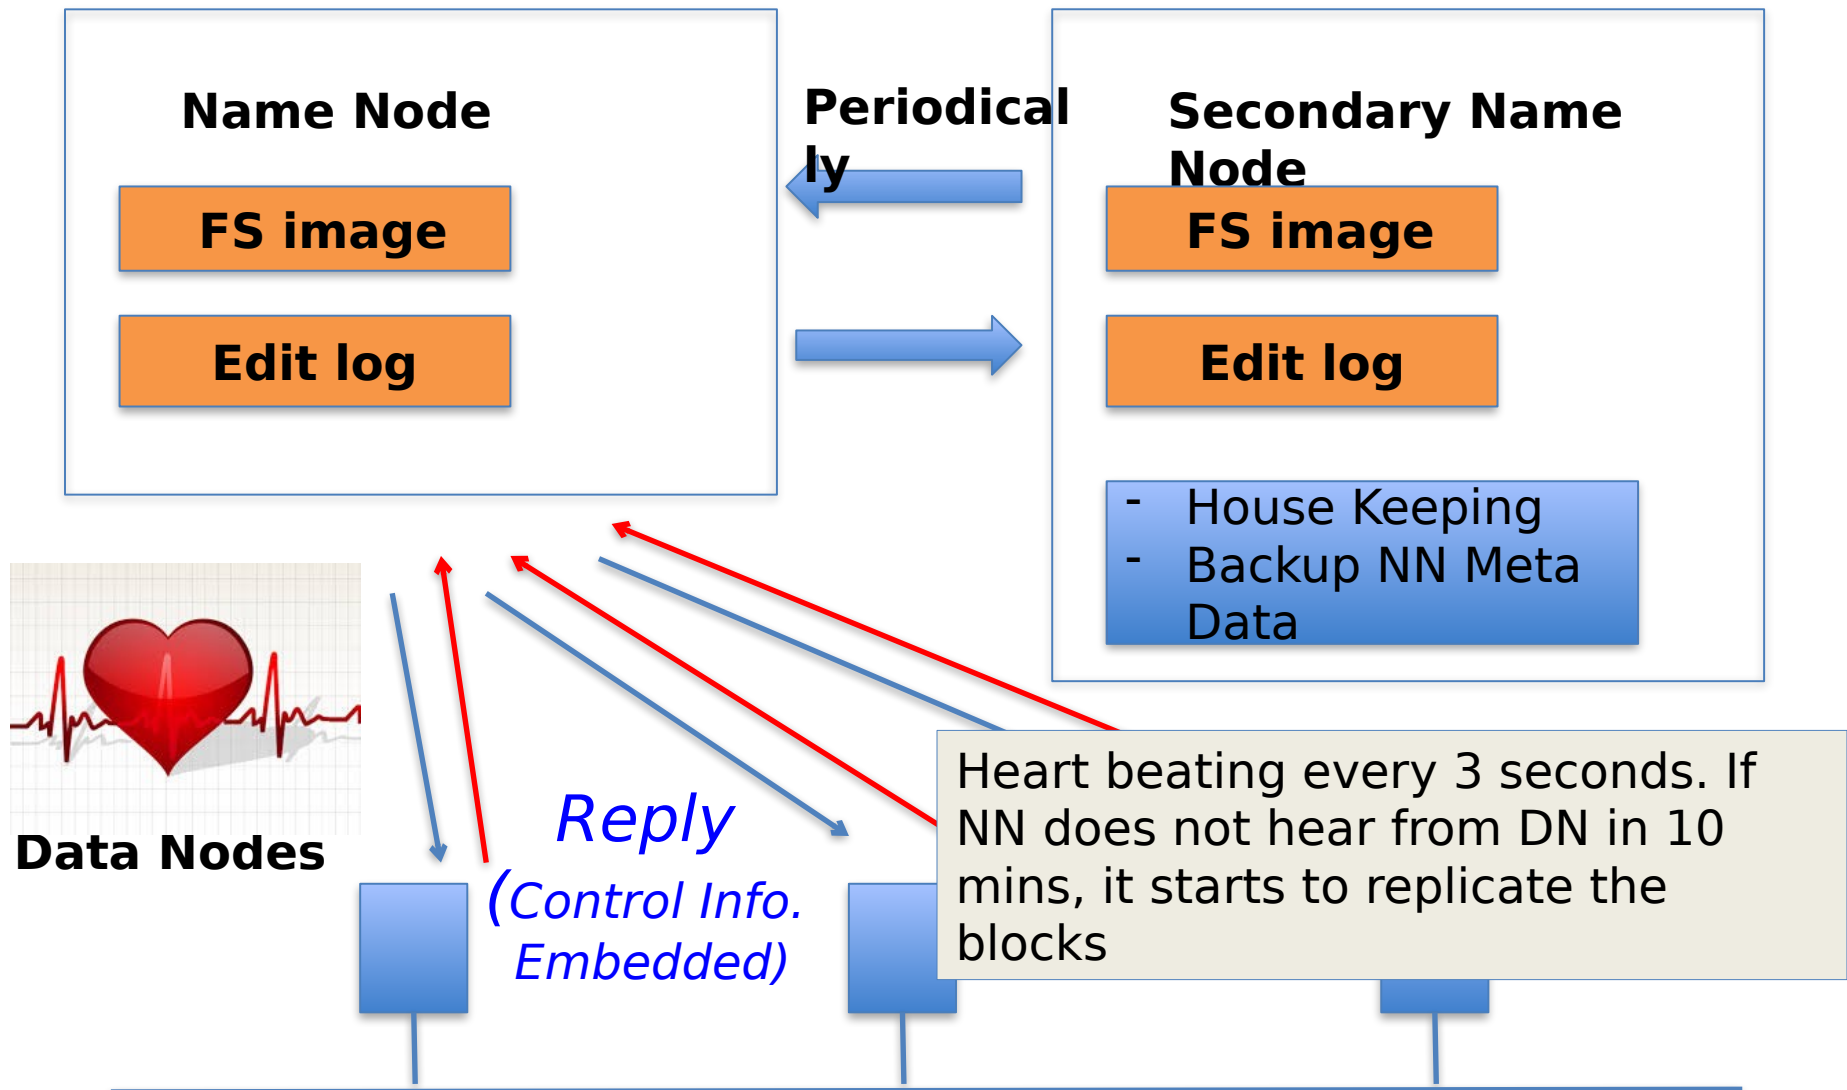 Name Node
FS image
Edit log
Periodical
ly
Secondary Name
Node
FS image
Edit log
- House Keeping
- Backup NN Meta
Data
Data Nodes
Reply
(Control Info.
Embedded)
Heart beating every 3 seconds. If
NN does not hear from DN in 10
mins, it starts to replicate the
blocks